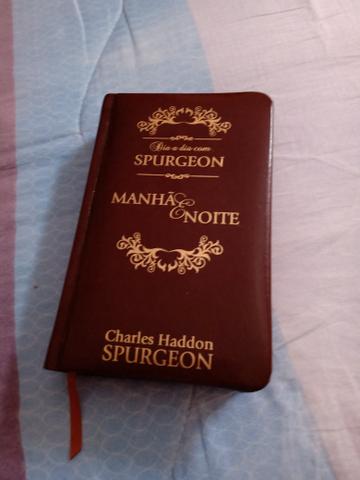 Dia a dia com
SPURGEON
MANHÃ
E NOITE
Charles Haddon
SPURGEON